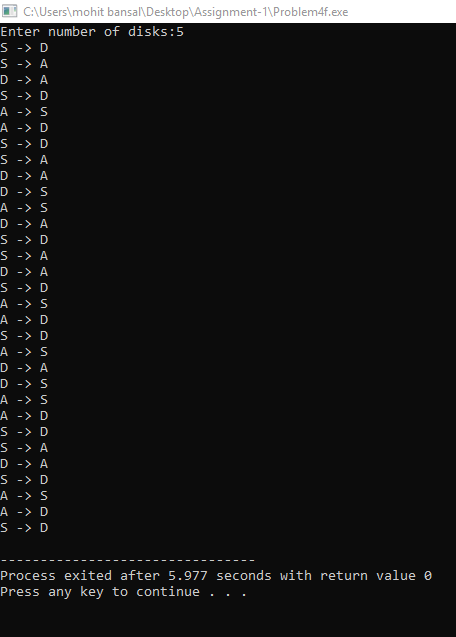 C:\Users\mohit bansal\Desktop\Assignment-1\Problem4f.exe
Enter number of disks:5
S -> D
S -> A
D -> A
S -> D
A -> S
A -> D
S -> D
S -> A
D -> A
D -> S
A -> S
D -> A
S -> D
S -> A
D -> A
S -> D
A -> S
A -> D
S -> D
A -> S
D -> A
D -> S
A -> S
A -> D
S -> D
S -> A
D -> A
S -> D
A -> S
A -> D
S -> D
--------------------------------
Process exited after 5.977 seconds with return value 0
Press any key to continue . . .